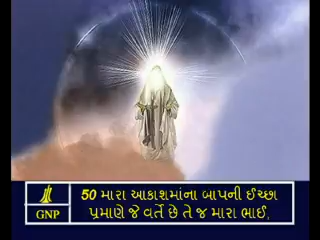 50 મારા આકાશમાંના બાપની ઈચ્છા
પ્રમાણે જે વર્તે છે તે જ મારા ભાઈ,
GNP